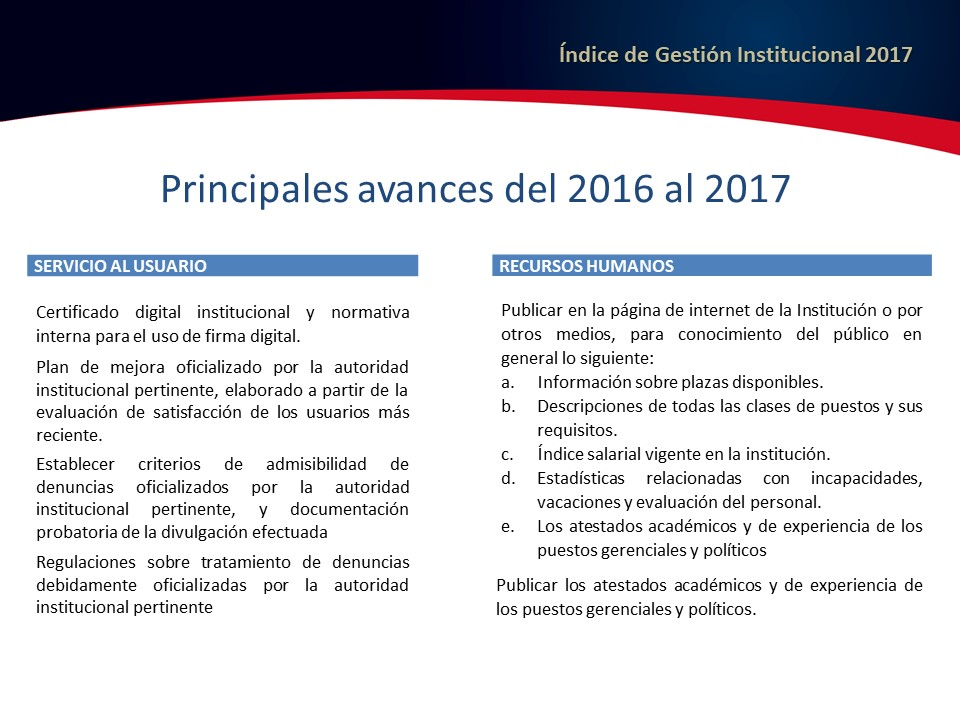 Índice de Gestión Institucional 2017
Principales avances del 2016 al 2017
SERVICIO AL USUARIO
Certificado digital institucional y normativa
interna para el uso de firma digital.
Plan de mejora oficializado por la autoridad
institucional pertinente, elaborado a partir de la
evaluación de satisfacción de los usuarios más
reciente.
Establecer criterios de admisibilidad de
denuncias oficializados por la autoridad
institucional pertinente, y documentación
probatoria de la divulgación efectuada
Regulaciones sobre tratamiento de denuncias
debidamente oficializadas por la autoridad
institucional pertinente
RECURSOS HUMANOS
Publicar en la página de internet de la Institución o por
otros medios, para conocimiento del público en
general lo siguiente:
a. Información sobre plazas disponibles.
b. Descripciones de todas las clases de puestos y sus
requisitos.
c. Índice salarial vigente en la institución.
d. Estadísticas relacionadas con incapacidades,
vacaciones y evaluación del personal.
e. Los atestados académicos y de experiencia de los
puestos gerenciales y políticos
Publicar los atestados académicos y de experiencia de
los puestos gerenciales y políticos.